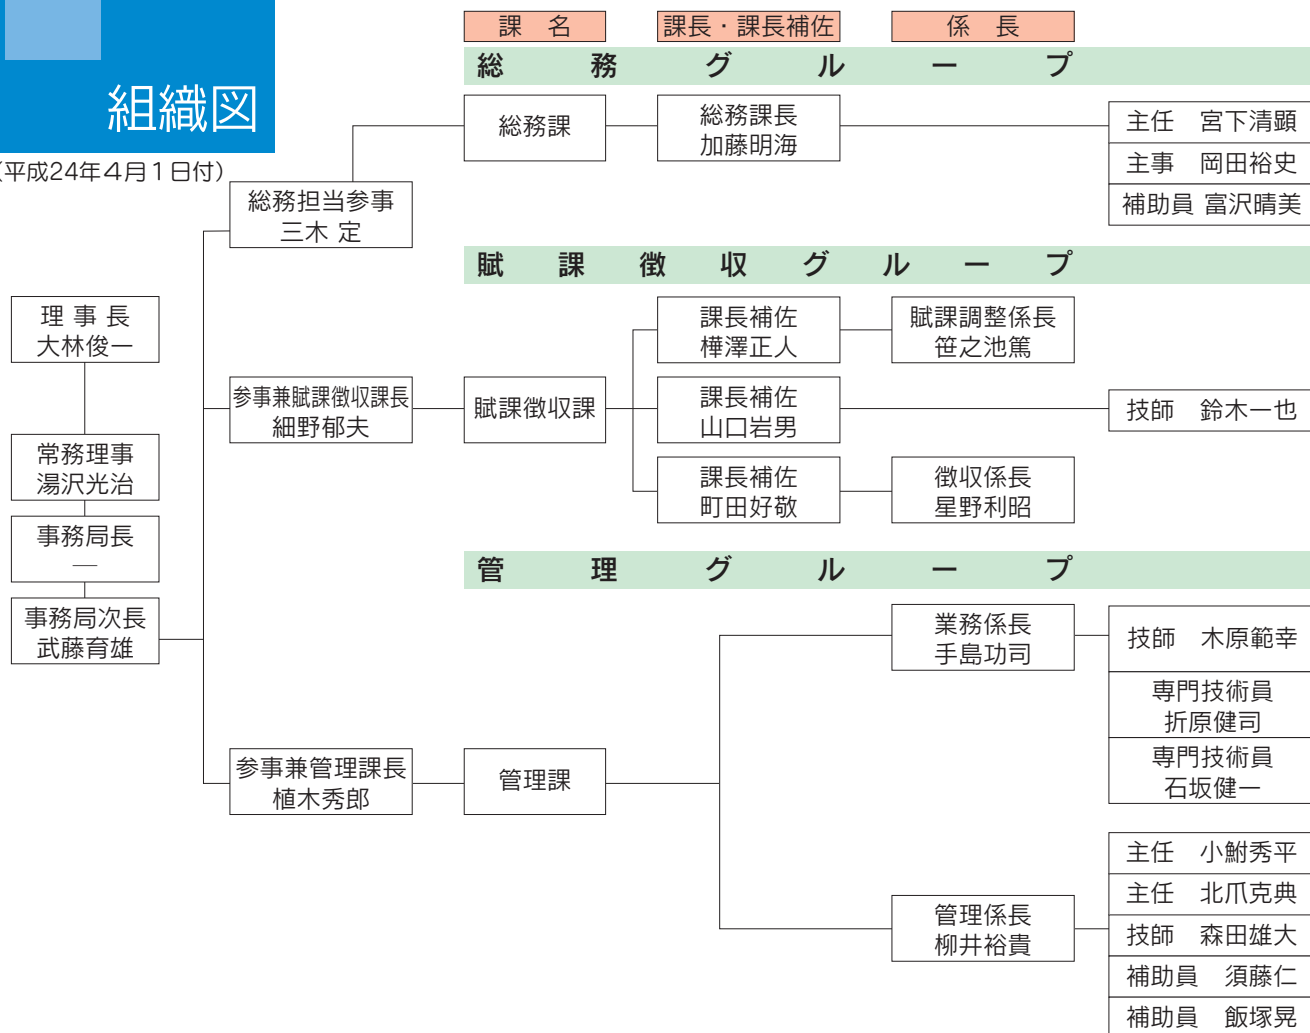 組織図
（平成24年４月１日付）
課　名
課長・課長補佐
係　長
総務グループ
総務課
総務課長
加藤明海
主任　宮下清顕
主事　岡田裕史
補助員 富沢晴美
総務担当参事
三木 定
賦課徴収グループ
理 事 長
大林俊一
常務理事
湯沢光治
事務局長
―
事務局次長
武藤育雄
参事兼賦課徴収課長
細野郁夫
賦課徴収課
課長補佐
樺澤正人
賦課調整係長
笹之池篤
課長補佐
山口岩男
技師　鈴木一也
課長補佐
町田好敬
徴収係長
星野利昭
管理グループ
参事兼管理課長
植木秀郎
管理課
業務係長
手島功司
技師　木原範幸
専門技術員
折原健司
専門技術員
石坂健一
管理係長
柳井裕貴
主任　小鮒秀平
主任　北爪克典
技師　森田雄大
補助員　須藤仁
補助員　飯塚晃